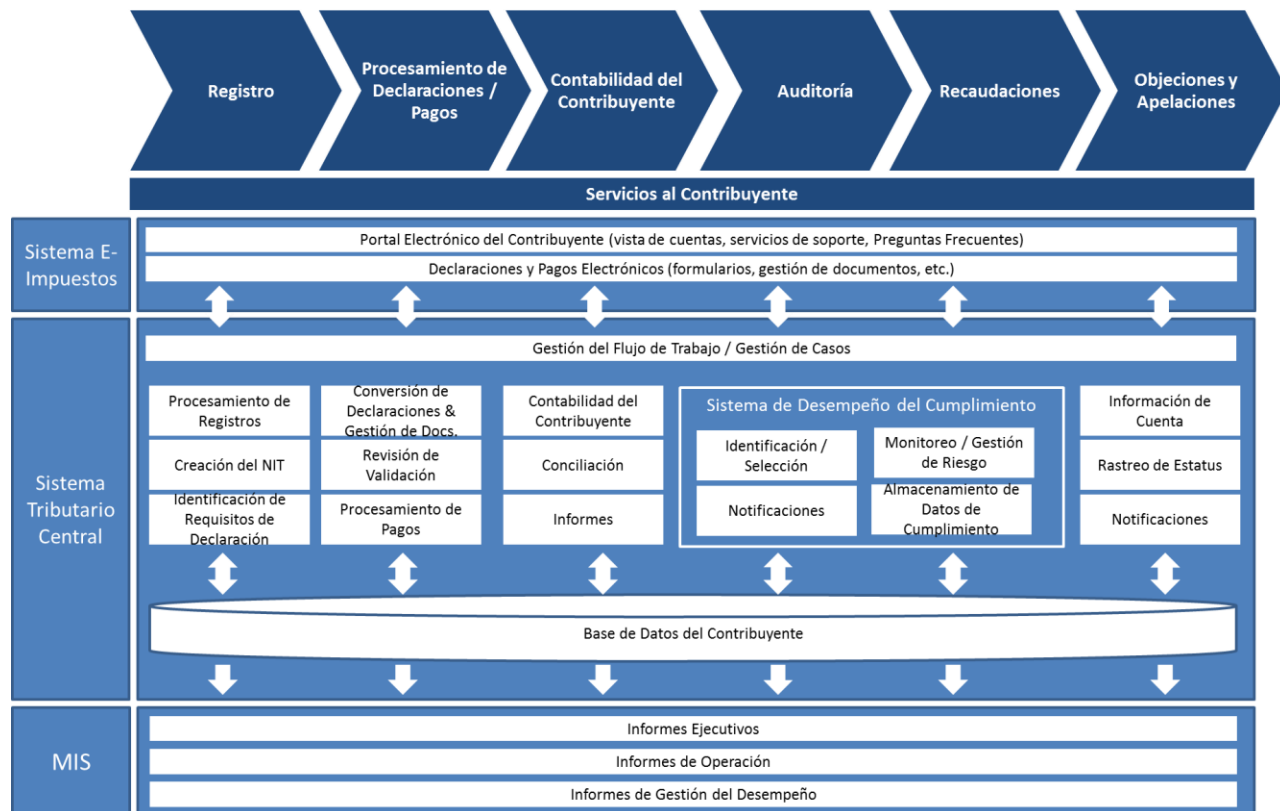 Registro
Procesamiento de
Declaraciones /
Pagos
Contabilidad del
Contribuyente
Auditoría
Recaudaciones
Objeciones y
Apelaciones
Servicios al Contribuyente
Sistema E-
Impuestos
Portal Electrónico del Contribuyente (vista de cuentas, servicios de soporte, Preguntas Frecuentes)
Declaraciones y Pagos Electrónicos (formularios, gestión de documentos, etc.)
Sistema
Tributario
Central
Gestión del Flujo de Trabajo / Gestión de Casos
Procesamiento de
Registros
Creación del NIT
Identificación de
Requisitos de
Declaración
Conversión de
Declaraciones &
Gestión de Docs.
Revisión de
Validación
Procesamiento de
Pagos
Contabilidad del
Contribuyente
Conciliación
Informes
Sistema de Desempeño del Cumplimiento
Identificación /
Selección
Notificaciones
Monitoreo / Gestión
de Riesgo
Almacenamiento de
Datos de
Cumplimiento
Información de
Cuenta
Rastreo de Estatus
Notificaciones
Base de Datos del Contribuyente
MIS
Informes Ejecutivos
Informes de Operación
Informes de Gestión del Desempeño